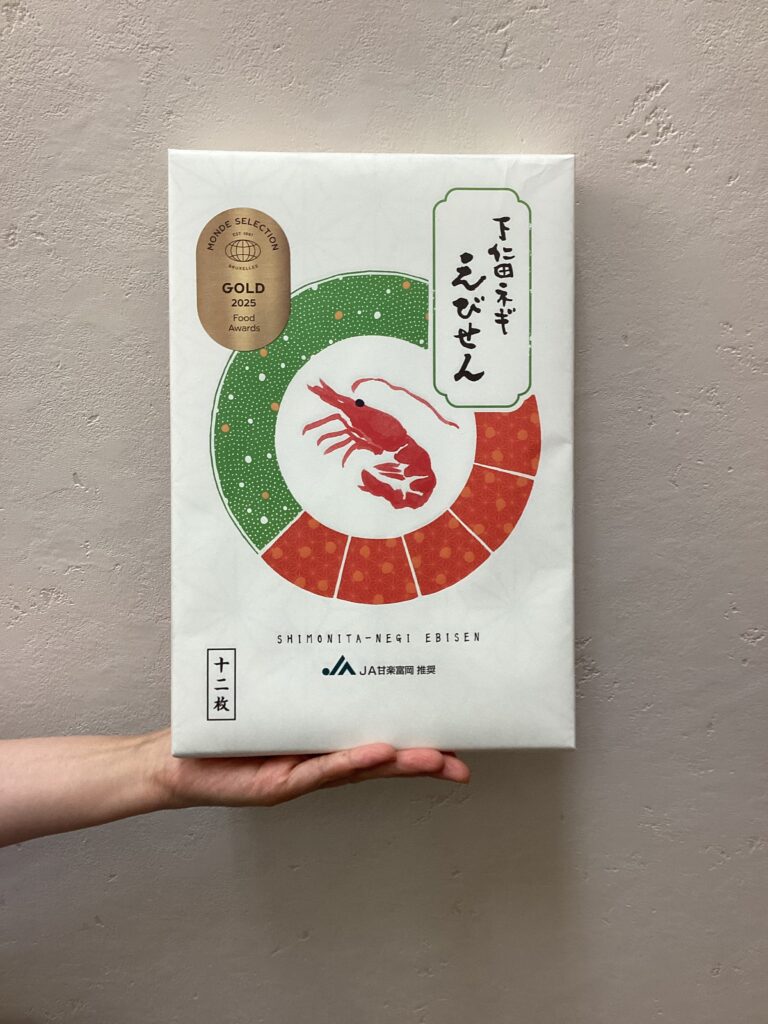 MONDE SELECTION
EST. 1961
BRUXELLES
GOLD
2025
Food
Awards
下仁田ネギ
えびせん
SHIMONITA-NEGI EBISEN
JA甘楽富岡 推奨
十二枚